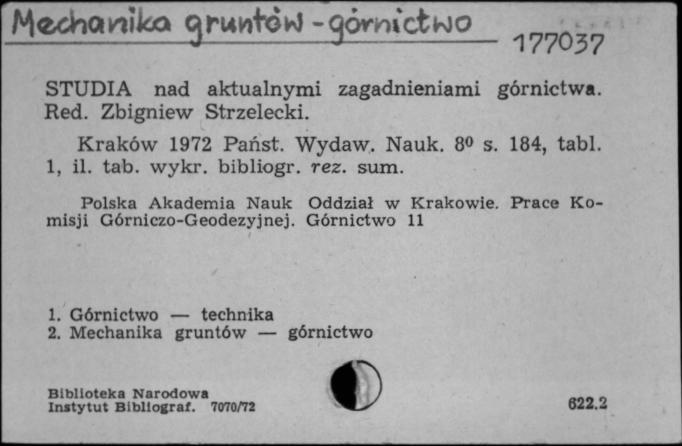 Mechanika gruntów - górnictwo
177037
STUDIA nad aktualnymi zagadnieniami górnictwa.
Red. Zbigniew Strzelecki.
Kraków 1972 Państ. Wydaw. Nauk. 8⁰ s. 184, tabl.
1, il. tab. wykr. bibliogr. rez. sum.
Polska Akademia Nauk Oddział w Krakowie. Prace Ko-
misji Górniczo-Geodezyjnej. Górnictwo 11
1. Górnictwo — technika
2. Mechanika gruntów — górnictwo
Biblioteka Narodowa
Instytut Bibliograf. 7070/72
622.2